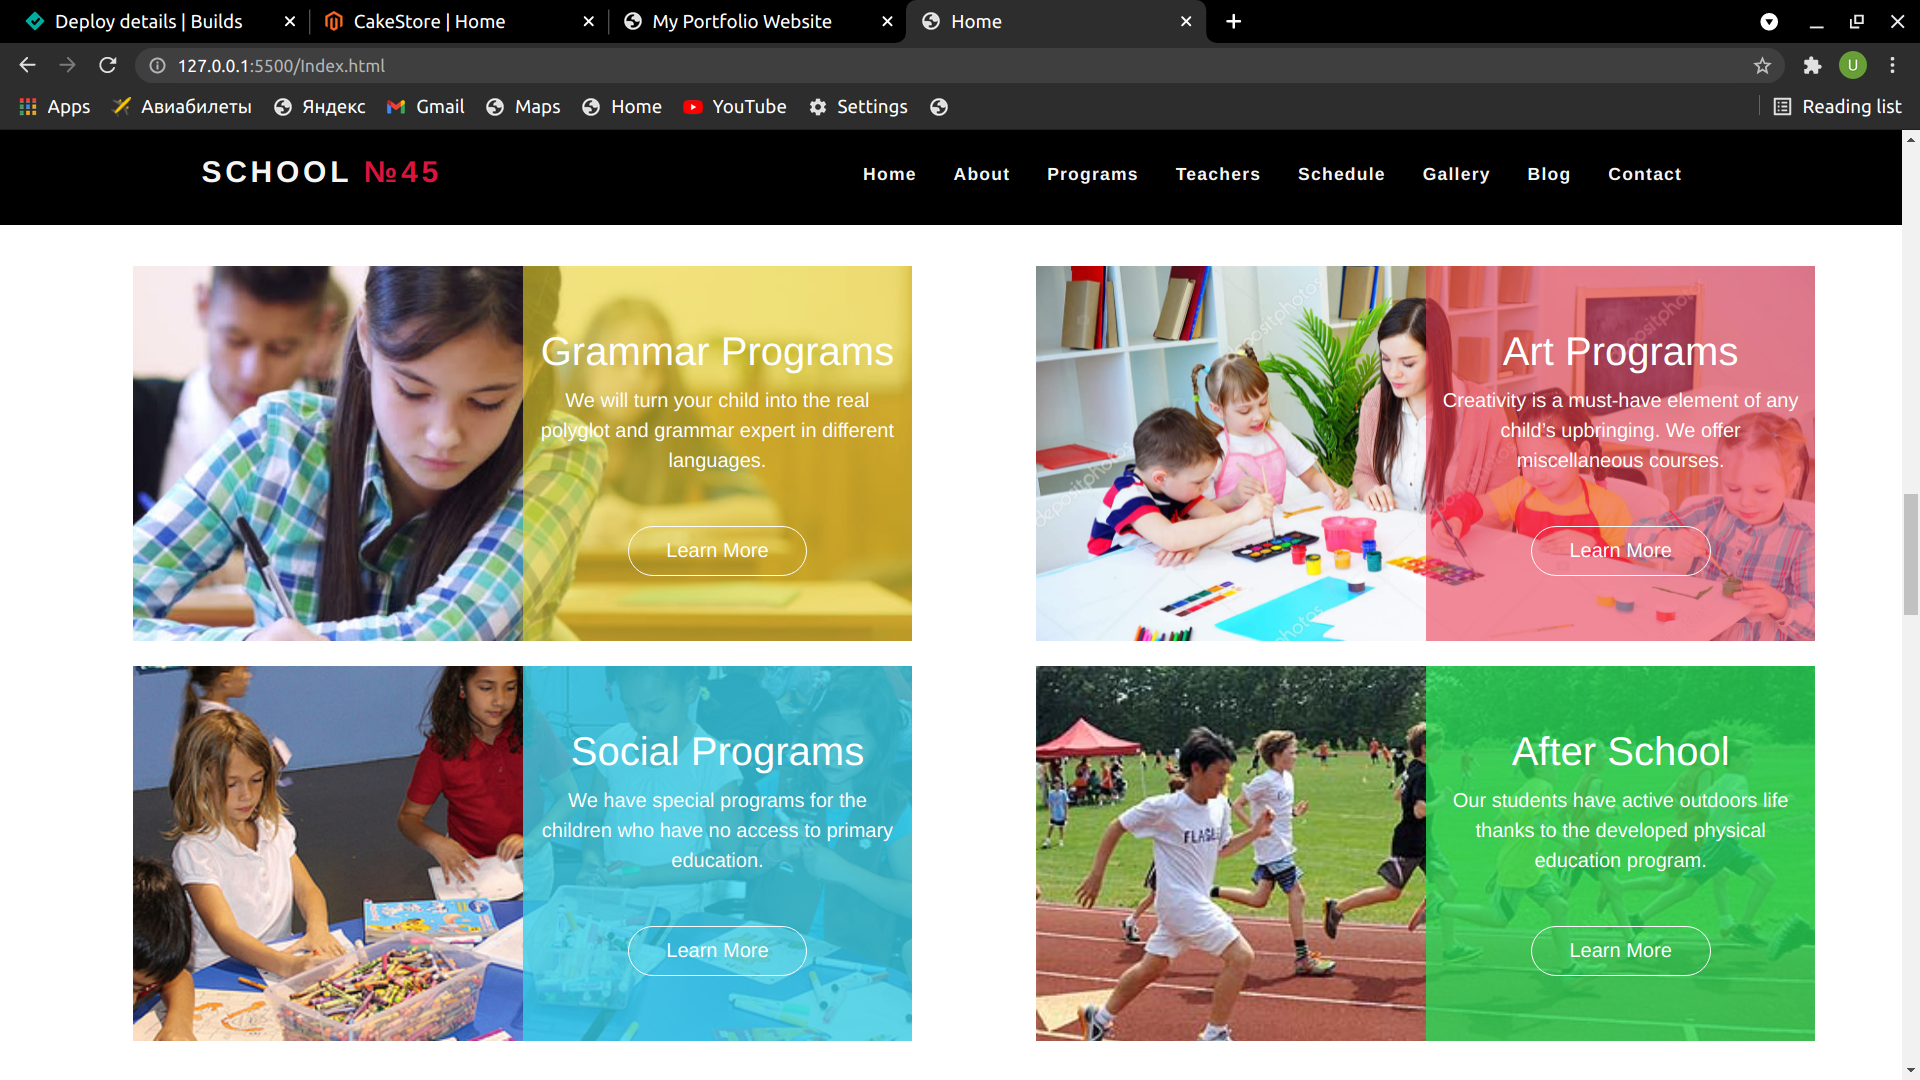 Deploy details | Builds
CakeStore | Home
My Portfolio Website
Home
127.0.0.1:5500/Index.html
U
Apps
Авиабилеты
Яндекс
Gmail
Maps
Home
YouTube
Settings
Reading list
SCHOOL №45
Home
About
Programs
Teachers
Schedule
Gallery
Blog
Contact
Grammar Programs
We will turn your child into the real
polyglot and grammar expert in different
languages.
Learn More
Art Programs
Creativity is a must-have element of any
child’s upbringing. We offer
miscellaneous courses.
Learn More
depositphotos
depositphotos
Social Programs
We have special programs for the
children who have no access to primary
education.
Learn More
After School
Our students have active outdoors life
thanks to the developed physical
education program.
Learn More